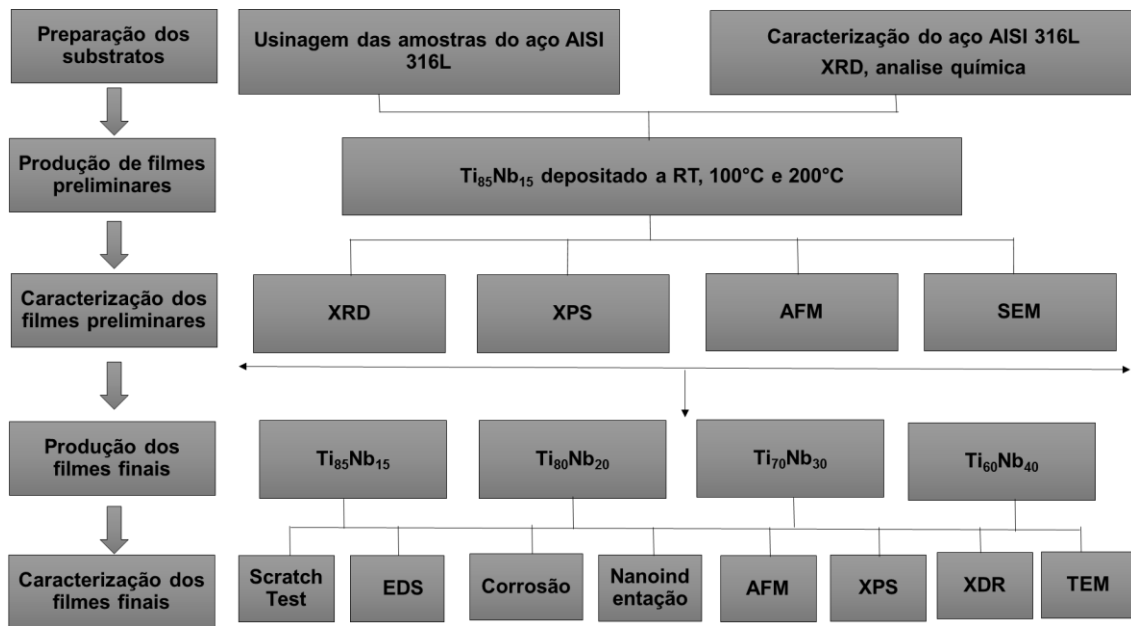 Preparação dos
substratos
Usinagem das amostras do aço AISI
316L
Caracterização do aço AISI 316L
XRD, analise química
Produção de filmes
preliminares
Ti₈₅Nb₁₅ depositado a RT, 100°C e 200°C
Caracterização dos
filmes preliminares
XRD
XPS
AFM
SEM
Produção dos
filmes finais
Ti₈₅Nb₁₅
Ti₈₀Nb₂₀
Ti₇₀Nb₃₀
Ti₆₀Nb₄₀
Caracterização dos
filmes finais
Scratch
Test
EDS
Corrosão
Nanoind
entação
AFM
XPS
XDR
TEM